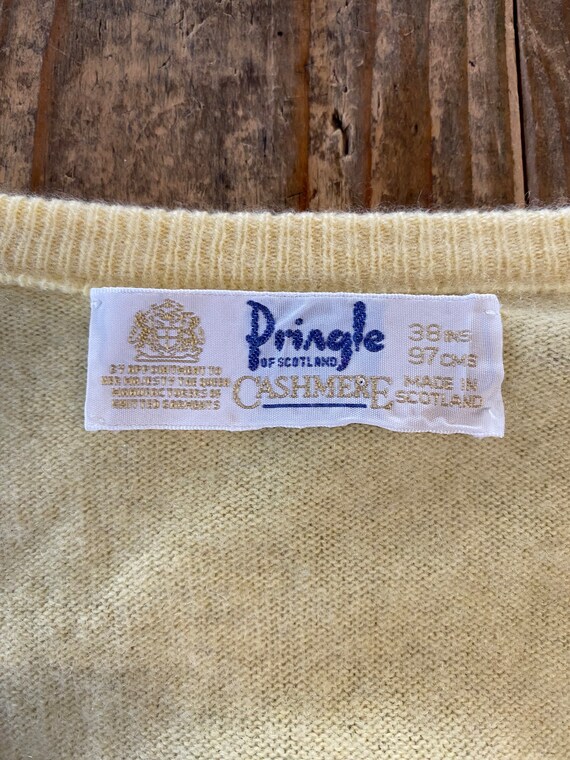 Pringle
OF SCOTLAND
CASHMERE
38 INS
97 CMS
MADE IN
SCOTLAND
BY APPOINTMENT TO
HER MAJESTY THE QUEEN
MANUFACTURERS OF
KNITTED GARMENTS